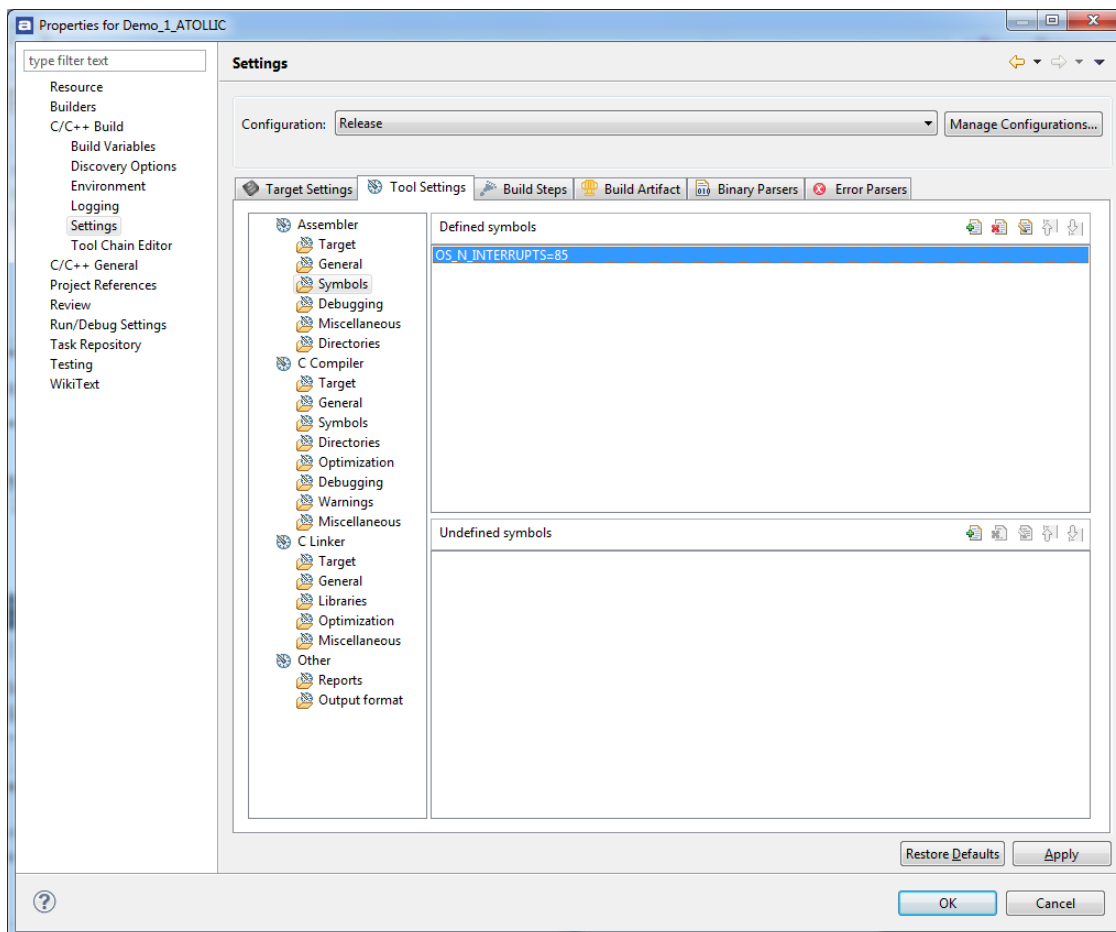 Properties for Demo_1_ATOLLIC
type filter text
Resource
Builders
C/C++ Build
Build Variables
Discovery Options
Environment
Logging
Settings
Tool Chain Editor
C/C++ General
Project References
Review
Run/Debug Settings
Task Repository
Testing
WikiText
Settings
Configuration: Release Manage Configurations...
Target Settings Tool Settings Build Steps Build Artifact Binary Parsers Error Parsers
Assembler
Target
General
Symbols
Debugging
Miscellaneous
Directories
C Compiler
Target
General
Symbols
Directories
Optimization
Debugging
Warnings
Miscellaneous
C Linker
Target
General
Libraries
Optimization
Miscellaneous
Other
Reports
Output format
Defined symbols
OS_N_INTERRUPTS=85
Undefined symbols
Restore Defaults Apply
OK Cancel